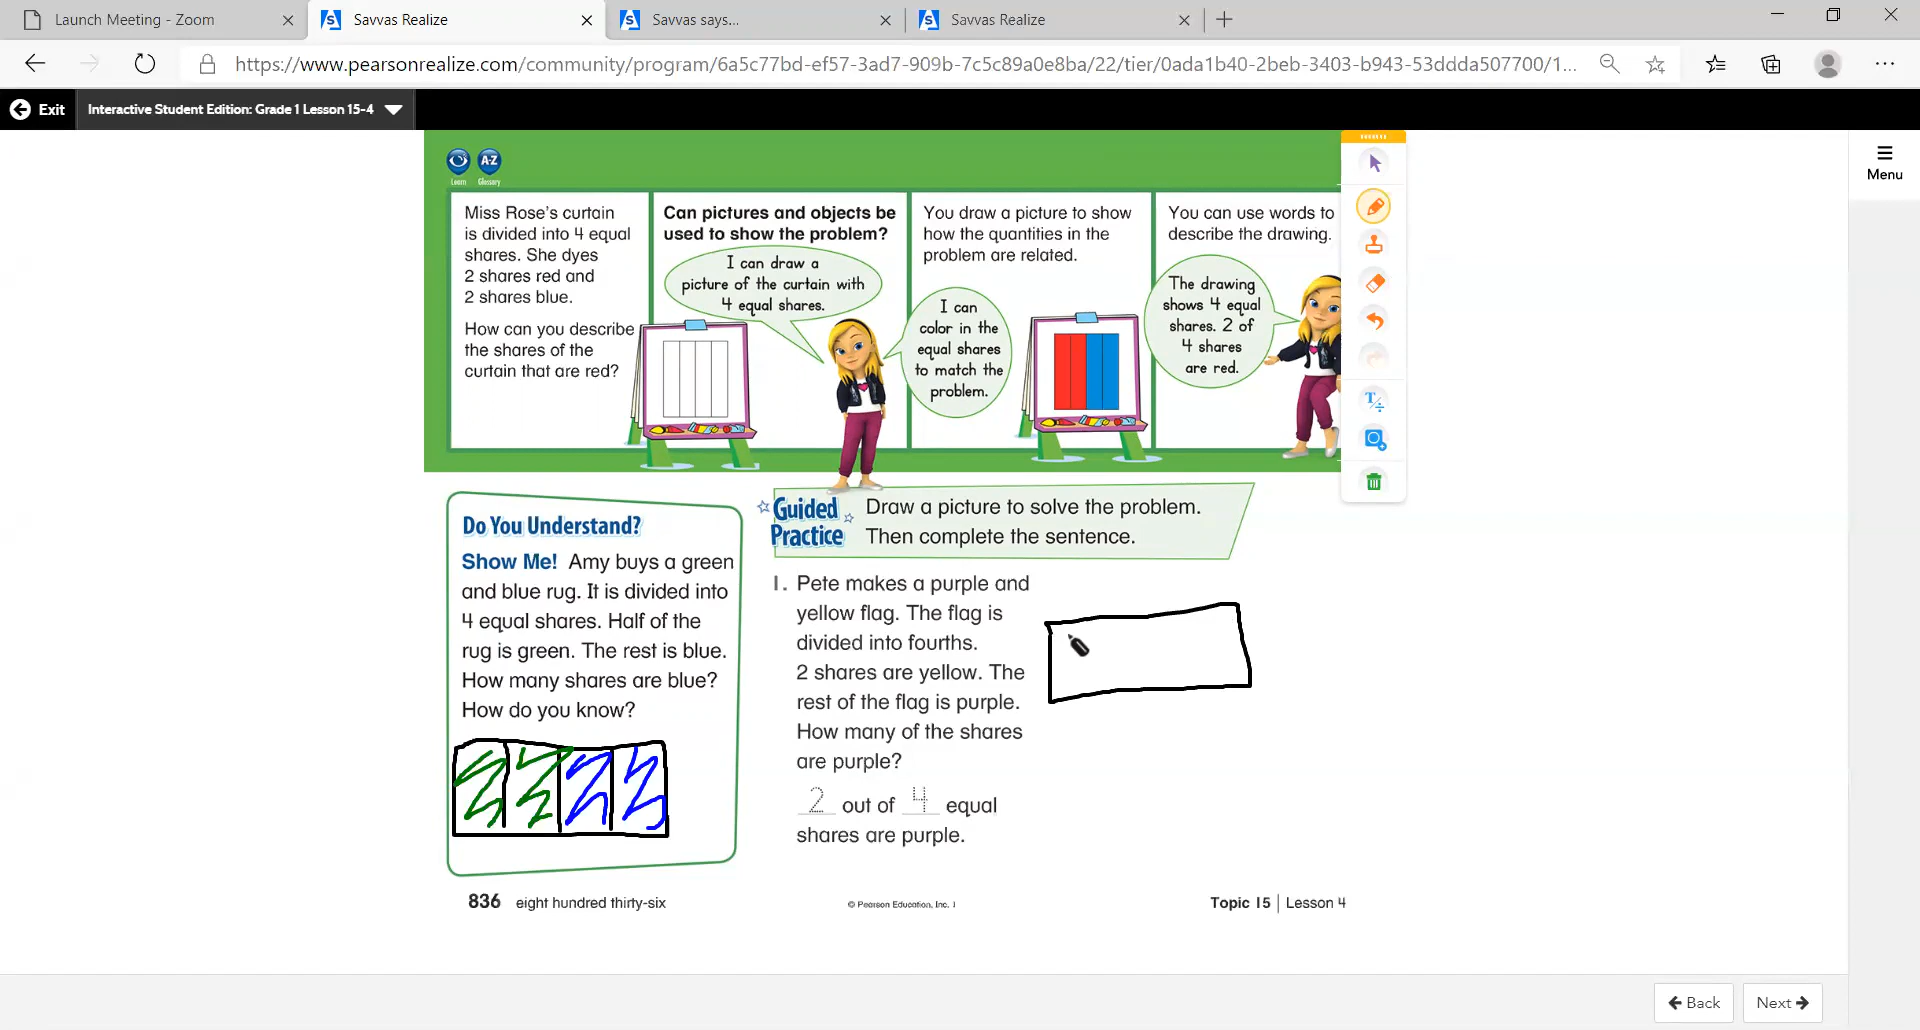 Launch Meeting - Zoom
Savvas Realize
Savvas says...
Savvas Realize
https://www.pearsonrealize.com/community/program/6a5c77bd-ef57-3ad7-909b-7c5c89a0e8ba/22/tier/0ada1b40-2beb-3403-b943-53ddda507700/1...
Exit
Interactive Student Edition: Grade 1 Lesson 15-4
Menu
A-Z
Learn
Glossary
Miss Rose's curtain
is divided into 4 equal
shares. She dyes
2 shares red and
2 shares blue.
How can you describe
the shares of the
curtain that are red?
Can pictures and objects be
used to show the problem?
I can draw a
picture of the curtain with
4 equal shares.
You draw a picture to show
how the quantities in the
problem are related.
I can
color in the
equal shares
to match the
problem.
You can use words to
describe the drawing.
The drawing
shows 4 equal
shares. 2 of
4 shares
are red.
Do You Understand?
Show Me! Amy buys a green
and blue rug. It is divided into
4 equal shares. Half of the
rug is green. The rest is blue.
How many shares are blue?
How do you know?
Guided
Practice
Draw a picture to solve the problem.
Then complete the sentence.
1. Pete makes a purple and
yellow flag. The flag is
divided into fourths.
2 shares are yellow. The
rest of the flag is purple.
How many of the shares
are purple?
2 out of 4 equal
shares are purple.
836 eight hundred thirty-six
© Pearson Education, Inc. 1
Topic 15 | Lesson 4
Back
Next